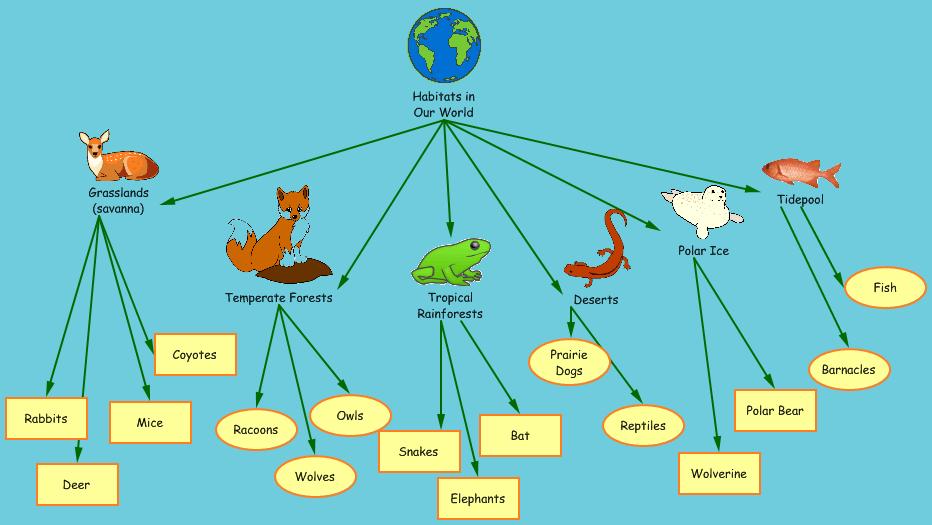 Habitats in
Our World
Grasslands
(savanna)
Tidepool
Polar Ice
Temperate Forests
Tropical
Rainforests
Deserts
Fish
Coyotes
Prairie
Dogs
Barnacles
Rabbits
Mice
Racoons
Owls
Snakes
Bat
Reptiles
Polar Bear
Deer
Wolves
Elephants
Wolverine